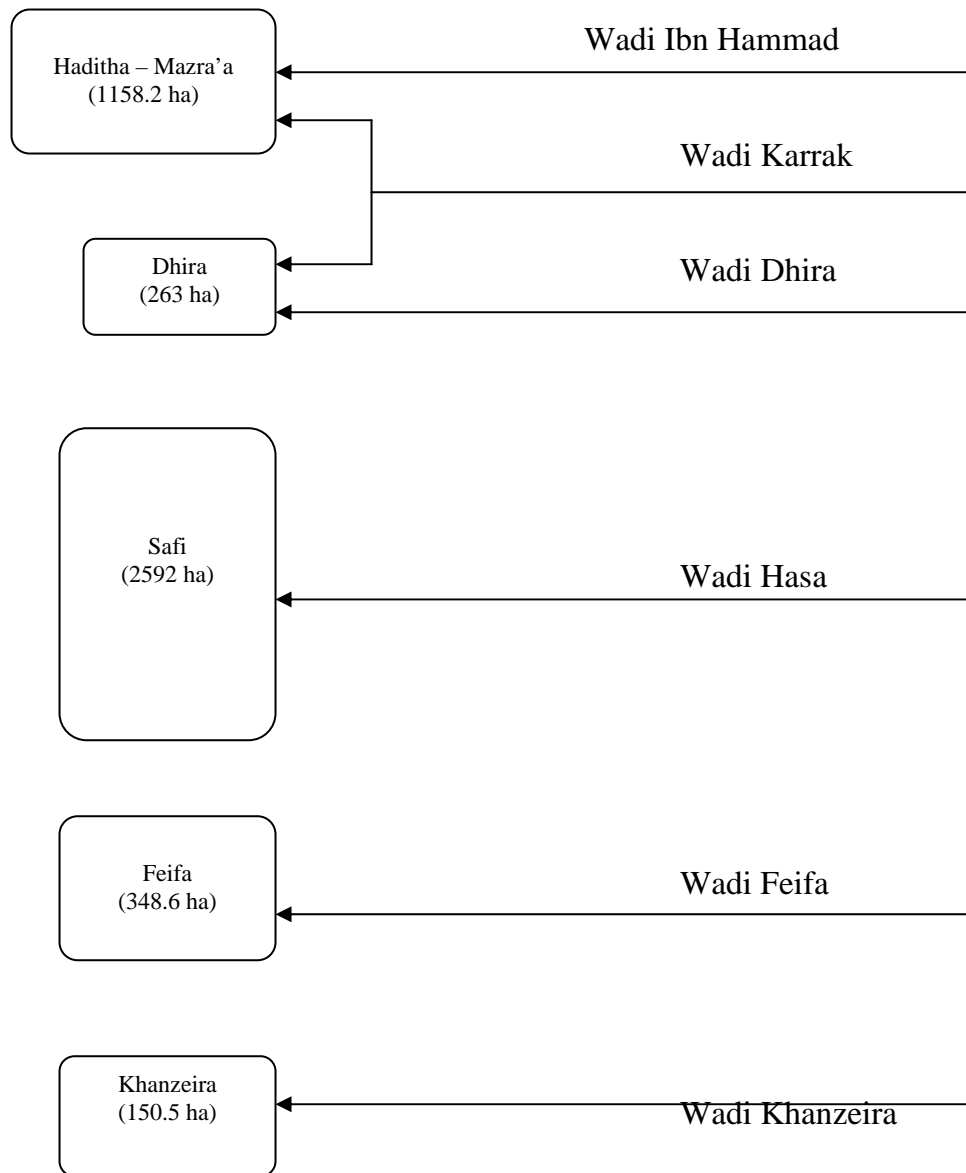 Wadi Ibn Hammad
Haditha – Mazra’a
(1158.2 ha)
Wadi Karrak
Dhira
(263 ha)
Wadi Dhira
Safi
(2592 ha)
Wadi Hasa
Feifa
(348.6 ha)
Wadi Feifa
Khanzeira
(150.5 ha)
Wadi Khanzeira